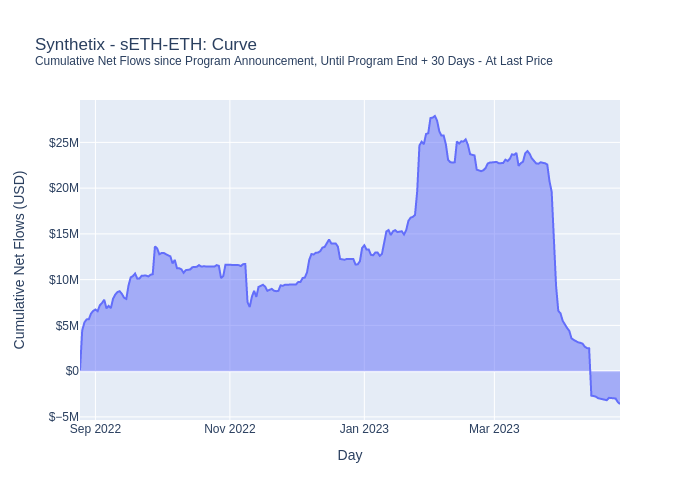 Synthetix - sETH-ETH: Curve
Cumulative Net Flows since Program Announcement, Until Program End + 30 Days - At Last Price
Cumulative Net Flows (USD)
$25M
$20M
$15M
$10M
$5M
$0
$−5M
Sep 2022
Nov 2022
Jan 2023
Mar 2023
Day